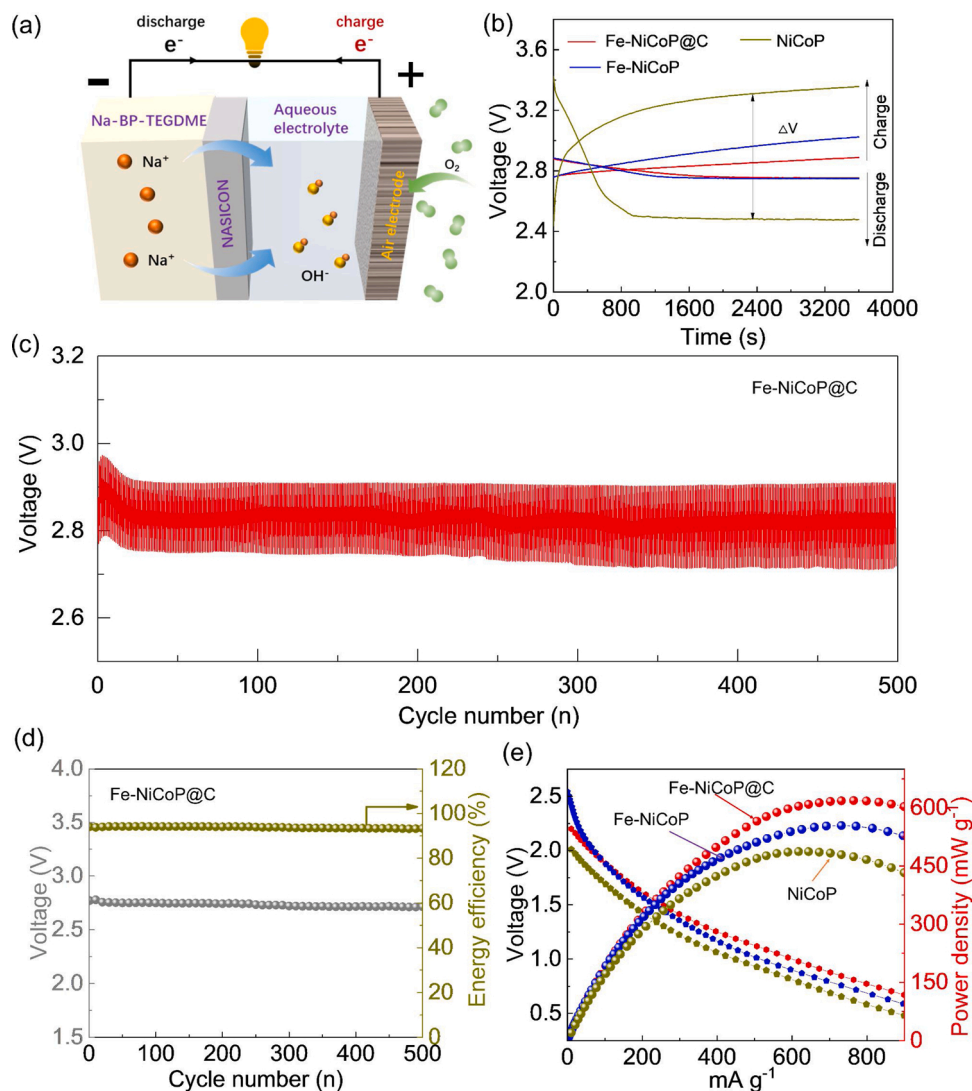 (a)
discharge
e⁻
charge
e⁻
−
+
Na-BP-TEGDME
Na⁺
Na⁺
NASICON
Aqueous
electrolyte
OH⁻
Air electrode
O₂
(b)
Fe-NiCoP@C
NiCoP
Fe-NiCoP
△V
Charge
Discharge
Voltage (V)
3.6
3.2
2.8
2.4
2.0
0 800 1600 2400 3200 4000
Time (s)
(c)
Fe-NiCoP@C
Voltage (V)
3.2
3.0
2.8
2.6
0 100 200 300 400 500
Cycle number (n)
(d)
Fe-NiCoP@C
Voltage (V)
4.0
3.5
3.0
2.5
2.0
1.5
Energy efficiency (%)
120
100
80
60
40
20
0
0 100 200 300 400 500
Cycle number (n)
(e)
Fe-NiCoP@C
Fe-NiCoP
NiCoP
Voltage (V)
2.5
2.0
1.5
1.0
0.5
Power density (mW g⁻¹)
600
450
300
150
0
0 200 400 600 800
mA g⁻¹